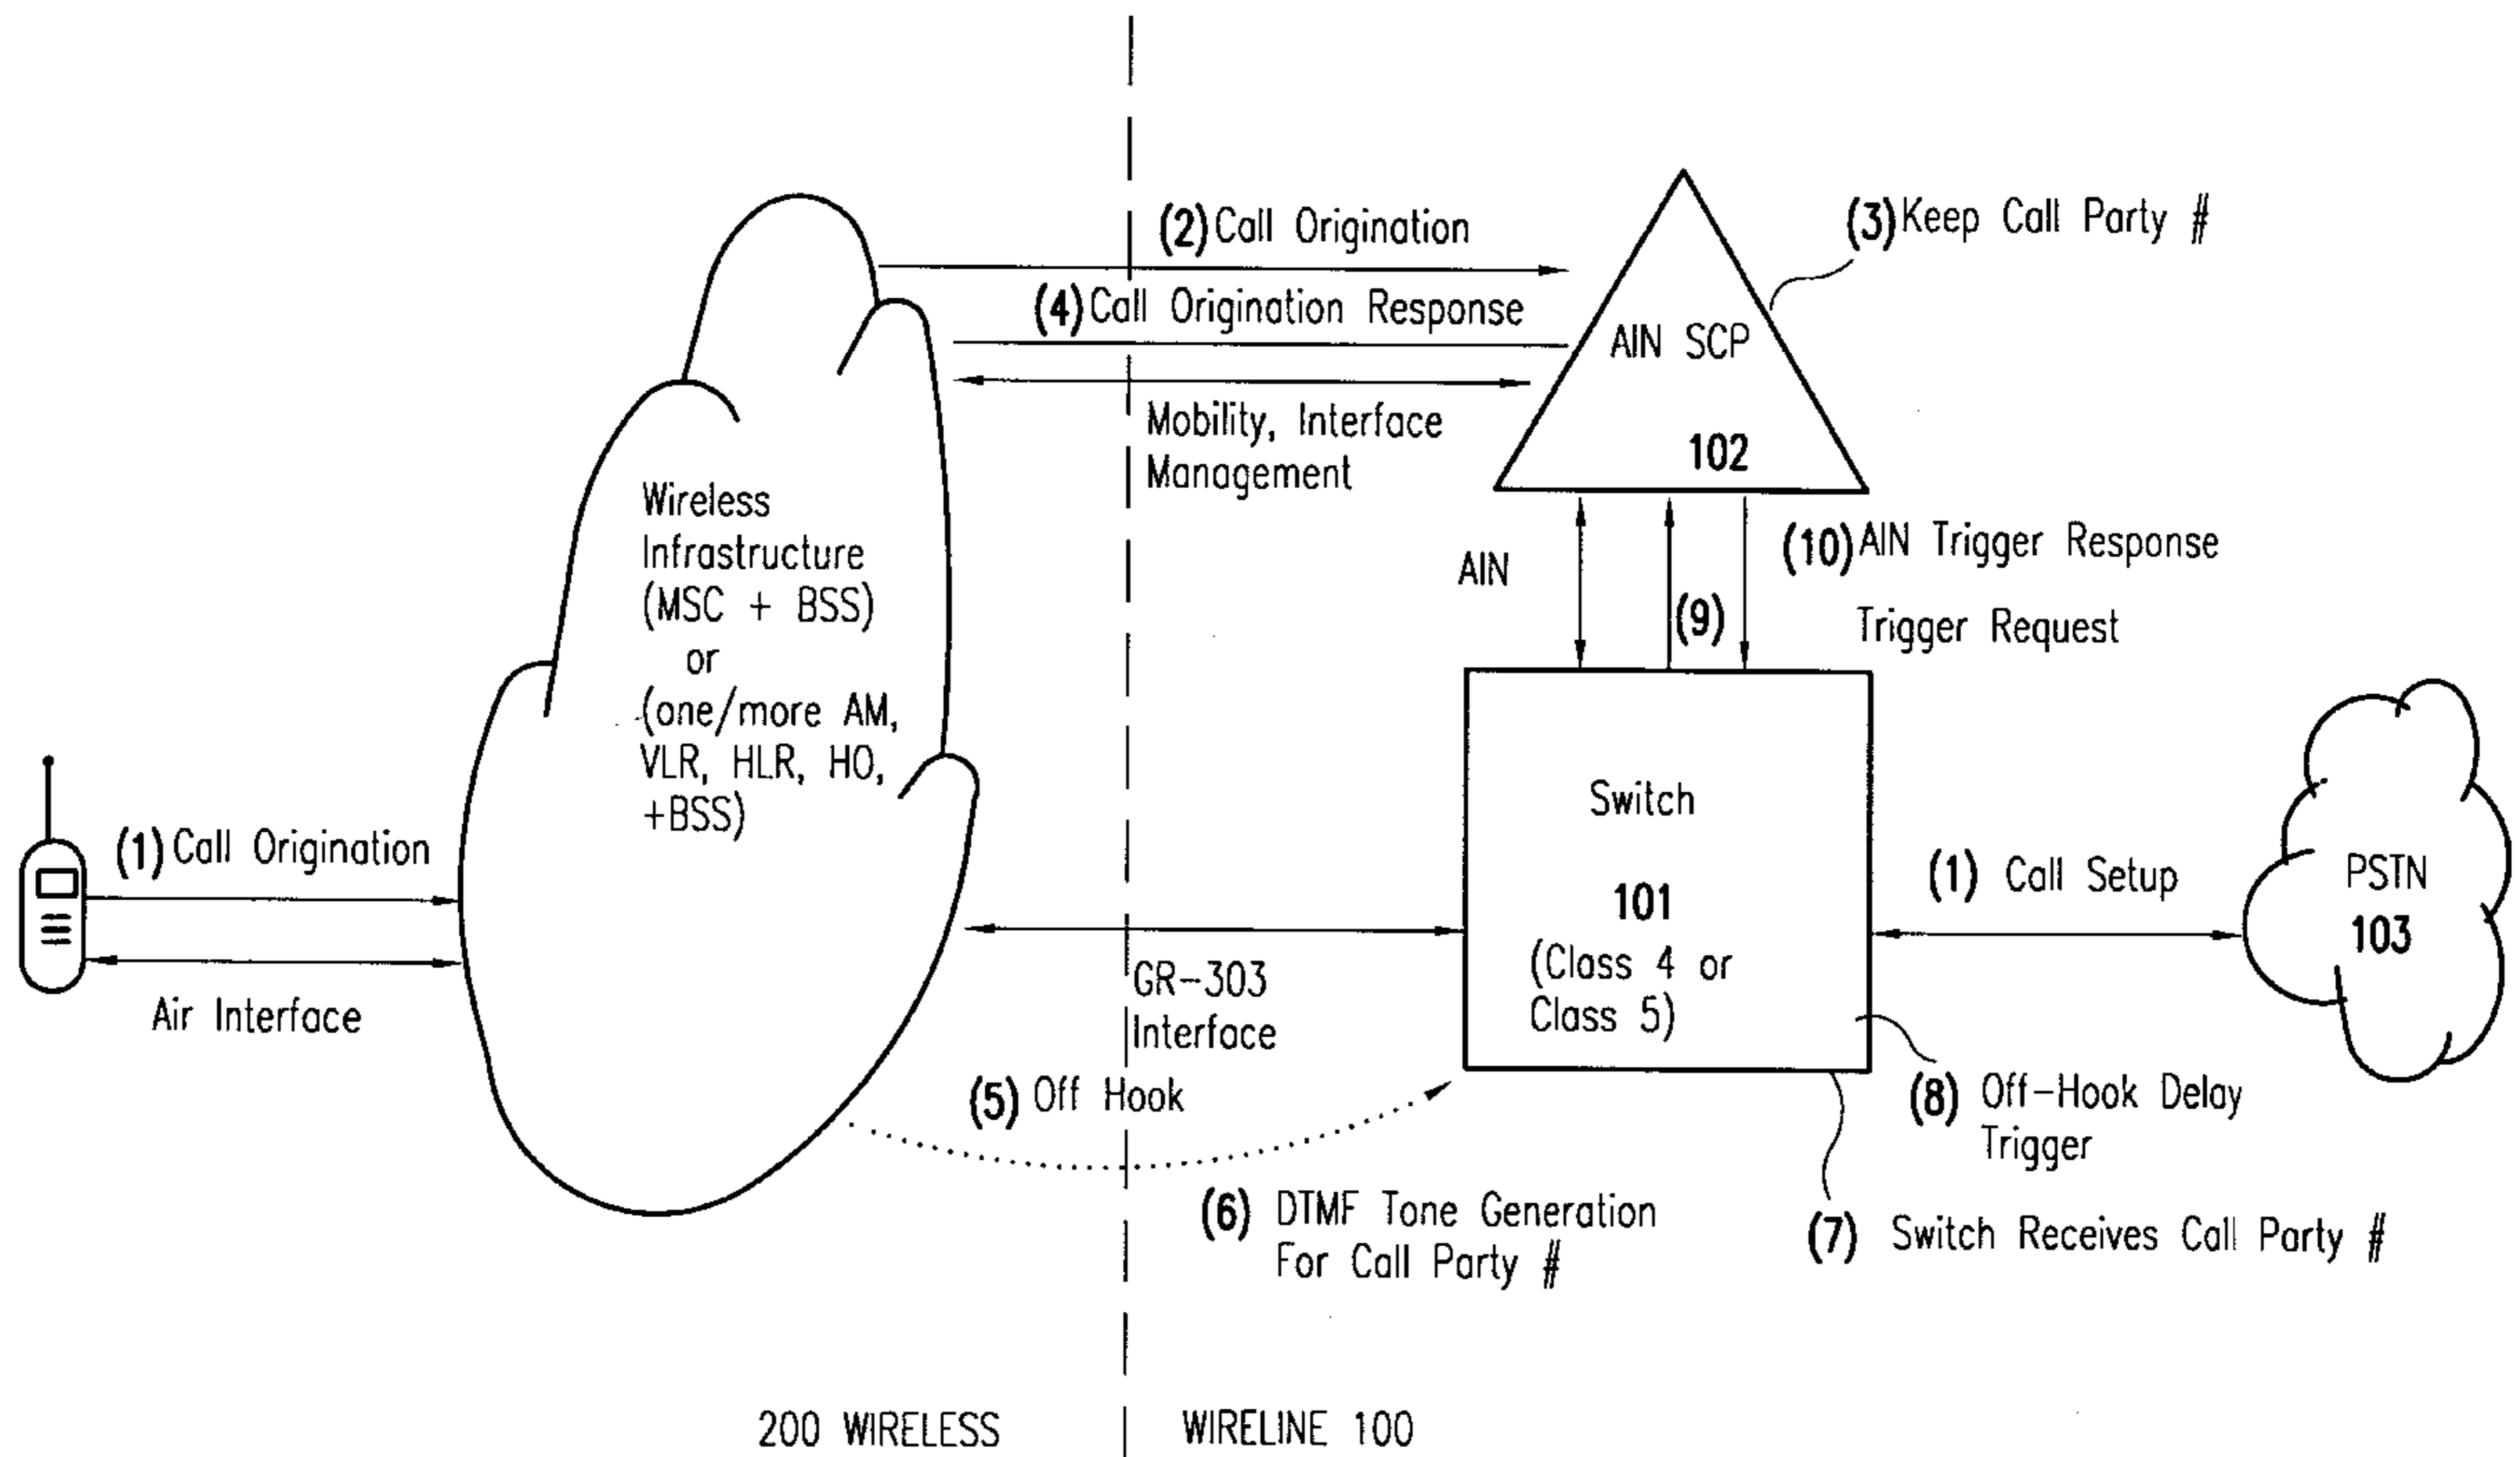 (2) Call Origination
(3) Keep Call Party #
(4) Call Origination Response
AIN SCP
102
Mobility, Interface
Management
Wireless
Infrastructure
(MSC + BSS)
or
(one/more AM,
VLR, HLR, HO,
+BSS)
AIN
(9)
(10) AIN Trigger Response
Trigger Request
(1) Call Origination
Air Interface
Switch
101
(Class 4 or
Class 5)
(1) Call Setup
PSTN
103
GR-303
Interface
(5) Off Hook
(8) Off-Hook Delay
Trigger
(6) DTMF Tone Generation
For Call Party #
(7) Switch Receives Call Party #
200 WIRELESS
WIRELINE 100